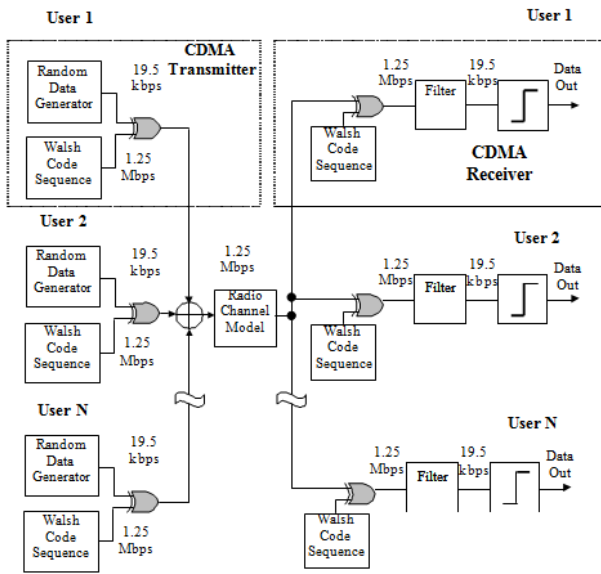 User 1
CDMA
Transmitter
Random
Data
Generator
19.5
kbps
Walsh
Code
Sequence
1.25
Mbps
User 2
Random
Data
Generator
19.5
kbps
Walsh
Code
Sequence
1.25
Mbps
User N
Random
Data
Generator
19.5
kbps
Walsh
Code
Sequence
1.25
Mbps
1.25
Mbps
Radio
Channel
Model
User 1
1.25
Mbps
Filter
19.5
kbps
Data
Out
Walsh
Code
Sequence
CDMA
Receiver
User 2
1.25
Mbps
Filter
19.5
kbps
Data
Out
Walsh
Code
Sequence
User N
1.25
Mbps
Filter
19.5
kbps
Data
Out
Walsh
Code
Sequence